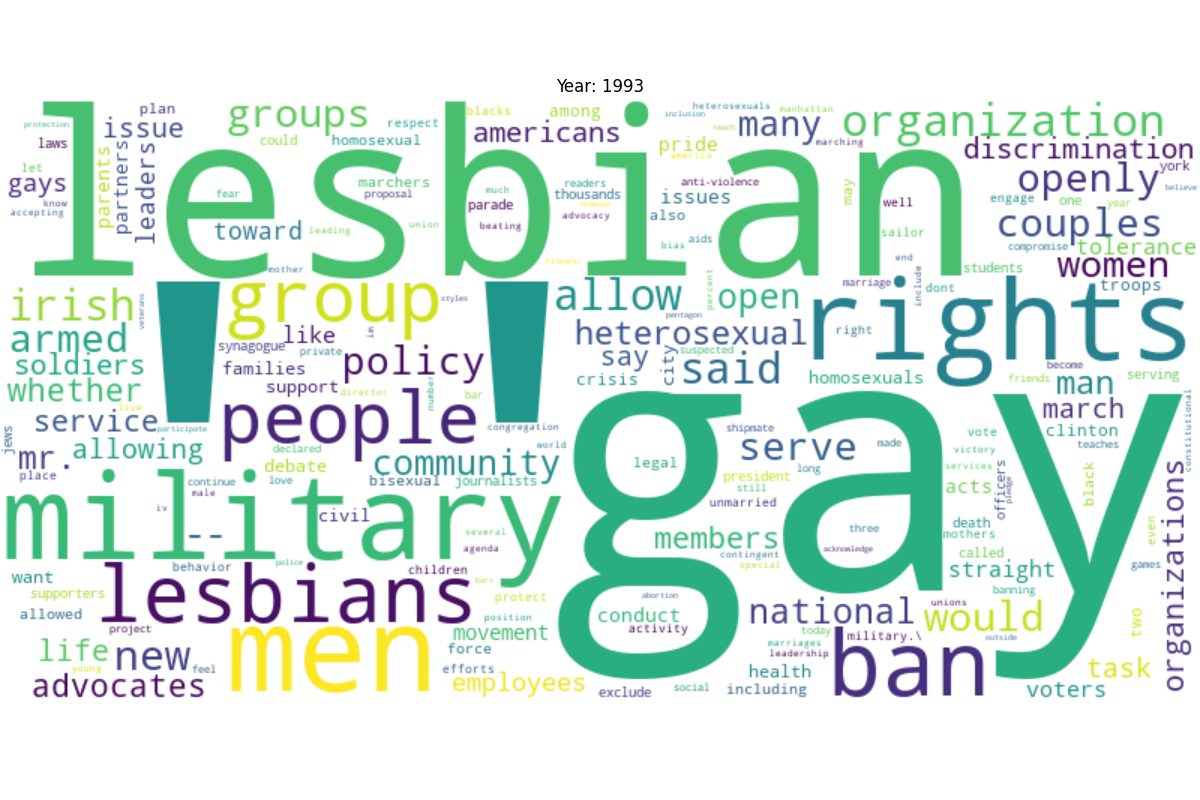 Year: 1993
lesbian
gay
rights
military
people
lesbians
men
ban
group
!
!
plan
protection
issue
laws
let
gays
know
accepting
parents
partners
leaders
groups
could
homosexual
respect
fear
marchers
proposal
toward
leading
union
mother
blacks
among
americans
much
parade
beating
readers
thousands
however
advocacy
hispanic
heterosexuals
inclusion
manhattan
teach
many
marching
pride
america
anti-violence
issues
also
bias
aids
may
well
sailor
organization
discrimination
york
openly
believe
engage
one
year
couples
compromise
tolerance
women
end
students
troops
marriage
include
dont
percent
open
allow
pentagon
heterosexual
right
say
city
suspected
said
crisis
homosexuals
become
friends
man
serving
march
clinton
teaches
constitutional
irish
veterans
armed
soldiers
whether
live
service
participate
jews
mr.
allowing
place
styles
synagogue
like
im
private
families
policy
support
director
number
bar
congregation
world
declared
debate
love
community
bisexual
journalists
continue
male
iv
--
civil
several
agenda
behavior
police
children
bars
protect
want
supporters
allowed
project
life
new
young
feel
advocates
position
movement
force
efforts
employees
shipmate
serve
made
legal
president
long
still
unmarried
members
three
acknowledge
contingent
special
vote
victory
services
acts
officers
pledge
black
death
mothers
called
straight
banning
even
games
organizations
two
abortion
conduct
activity
national
unions
would
outside
today
military.\
marriages
leadership
health
including
exclude
social
task
voters